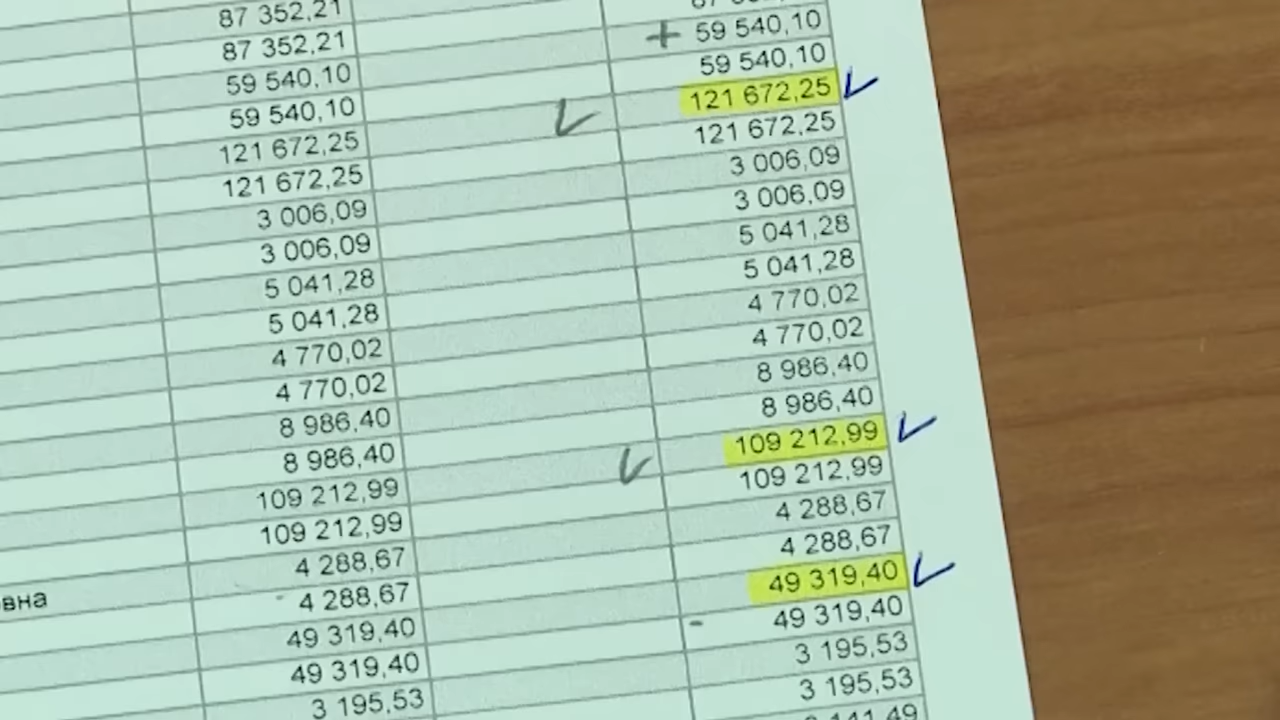 87 352,21
87 352,21
59 540,10 + 59 540,10
59 540,10 59 540,10
121 672,25 121 672,25
121 672,25 121 672,25
3 006,09 3 006,09
3 006,09 3 006,09
5 041,28 5 041,28
5 041,28 5 041,28
4 770,02 4 770,02
4 770,02 4 770,02
8 986,40 8 986,40
8 986,40 8 986,40
109 212,99 109 212,99
109 212,99 109 212,99
овна 4 288,67 4 288,67
4 288,67 4 288,67
49 319,40 49 319,40
49 319,40 - 49 319,40
3 195,53 3 195,53
3 195,53